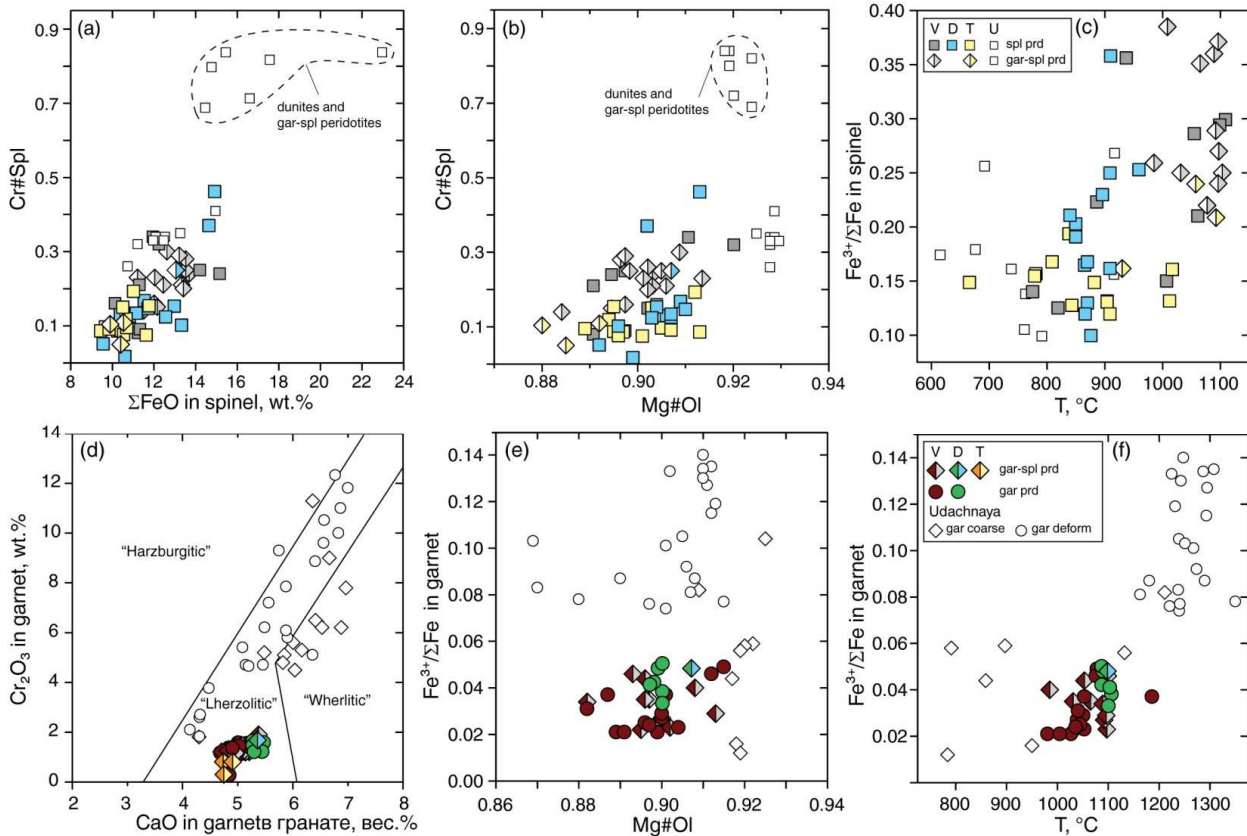 (a)
Cr#Spl
0.9
0.7
0.5
0.3
0.1
dunites and
gar-spl peridotites
8
10
12
14
16
18
20
22
24
ΣFeO in spinel, wt.%
(b)
Cr#Spl
0.9
0.7
0.5
0.3
0.1
dunites and
gar-spl peridotites
0.88
0.90
0.92
0.94
Mg#Ol
(c)
Fe³⁺/ΣFe in spinel
0.40
0.35
0.30
0.25
0.20
0.15
0.10
V D T U
spl prd
gar-spl prd
600
700
800
900
1000
1100
T, °C
(d)
Cr₂O₃ in garnet, wt.%
14
12
10
8
6
4
2
0
“Harzburgitic”
“Lherzolitic”
“Wherlitic”
2
3
4
5
6
7
8
CaO in garnetв гранате, вес.%
(e)
Fe³⁺/ΣFe in garnet
0.14
0.12
0.10
0.08
0.06
0.04
0.02
0.00
0.86
0.88
0.90
0.92
0.94
Mg#Ol
(f)
Fe³⁺/ΣFe in garnet
0.14
0.12
0.10
0.08
0.06
0.04
0.02
V D T
gar-spl prd
gar prd
Udachnaya
gar coarse
gar deform
800
900
1000
1100
1200
1300
T, °C